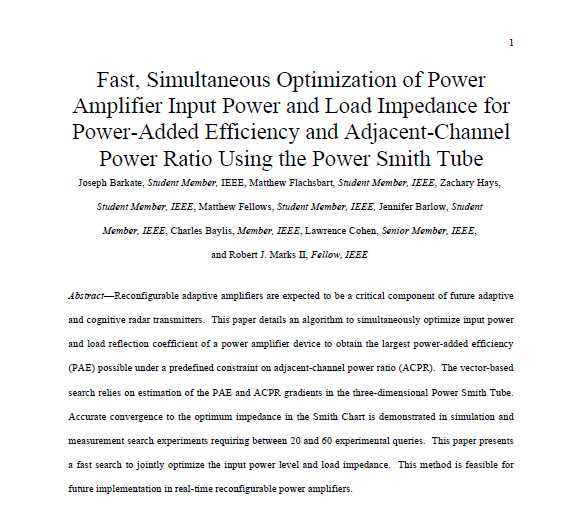 1
Fast, Simultaneous Optimization of Power
Amplifier Input Power and Load Impedance for
Power-Added Efficiency and Adjacent-Channel
Power Ratio Using the Power Smith Tube
Joseph Barkate, Student Member, IEEE, Matthew Flachsbart, Student Member, IEEE, Zachary Hays,
Student Member, IEEE, Matthew Fellows, Student Member, IEEE, Jennifer Barlow, Student
Member, IEEE, Charles Baylis, Member, IEEE, Lawrence Cohen, Senior Member, IEEE,
and Robert J. Marks II, Fellow, IEEE
Abstract—Reconfigurable adaptive amplifiers are expected to be a critical component of future adaptive
and cognitive radar transmitters. This paper details an algorithm to simultaneously optimize input power
and load reflection coefficient of a power amplifier device to obtain the largest power-added efficiency
(PAE) possible under a predefined constraint on adjacent-channel power ratio (ACPR). The vector-based
search relies on estimation of the PAE and ACPR gradients in the three-dimensional Power Smith Tube.
Accurate convergence to the optimum impedance in the Smith Chart is demonstrated in simulation and
measurement search experiments requiring between 20 and 60 experimental queries. This paper presents
a fast search to jointly optimize the input power level and load impedance. This method is feasible for
future implementation in real-time reconfigurable power amplifiers.